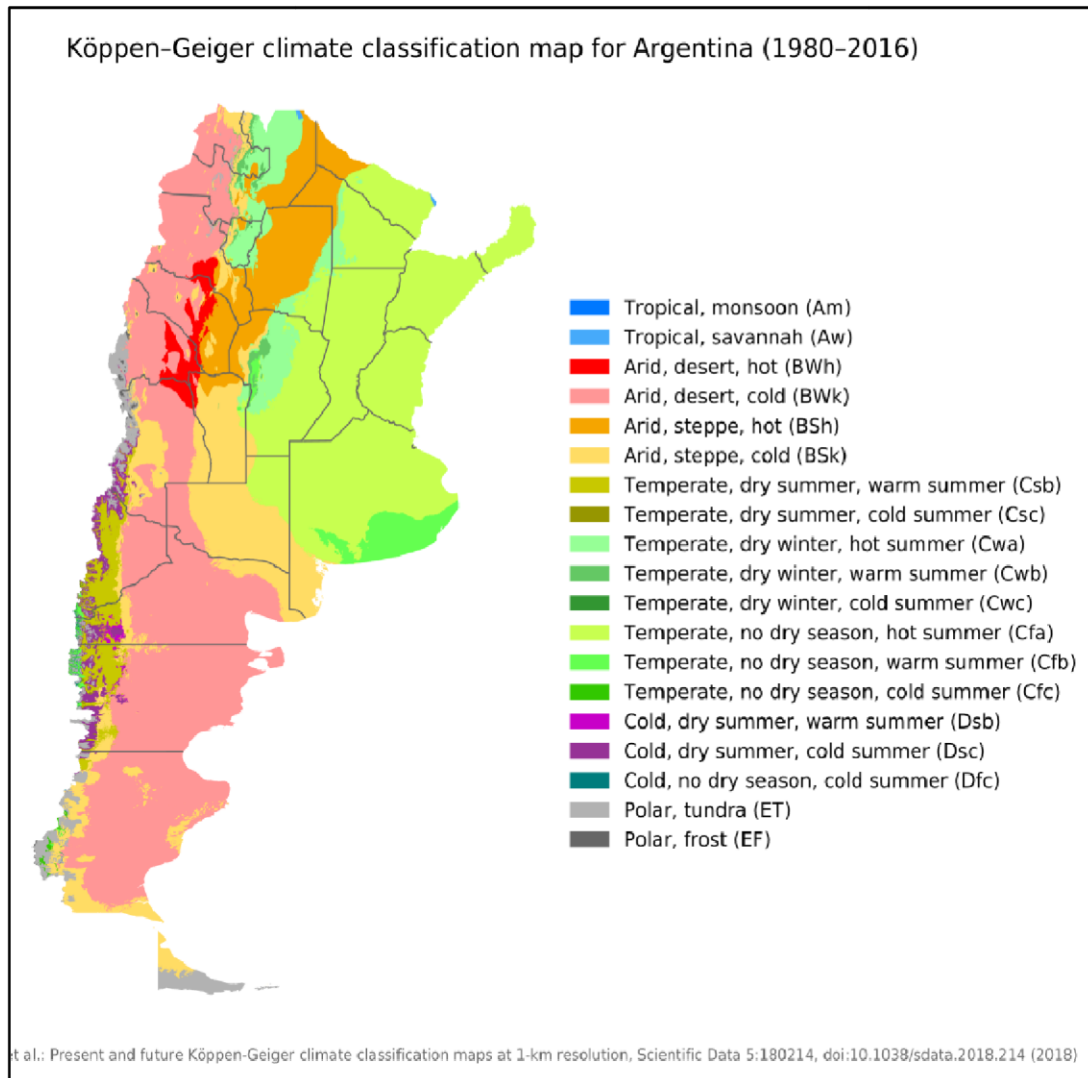 Köppen–Geiger climate classification map for Argentina (1980–2016)
Tropical, monsoon (Am)
Tropical, savannah (Aw)
Arid, desert, hot (BWh)
Arid, desert, cold (BWk)
Arid, steppe, hot (BSh)
Arid, steppe, cold (BSk)
Temperate, dry summer, warm summer (Csb)
Temperate, dry summer, cold summer (Csc)
Temperate, dry winter, hot summer (Cwa)
Temperate, dry winter, warm summer (Cwb)
Temperate, dry winter, cold summer (Cwc)
Temperate, no dry season, hot summer (Cfa)
Temperate, no dry season, warm summer (Cfb)
Temperate, no dry season, cold summer (Cfc)
Cold, dry summer, warm summer (Dsb)
Cold, dry summer, cold summer (Dsc)
Cold, no dry season, cold summer (Dfc)
Polar, tundra (ET)
Polar, frost (EF)
et al.: Present and future Köppen-Geiger climate classification maps at 1-km resolution, Scientific Data 5:180214, doi:10.1038/sdata.2018.214 (2018)